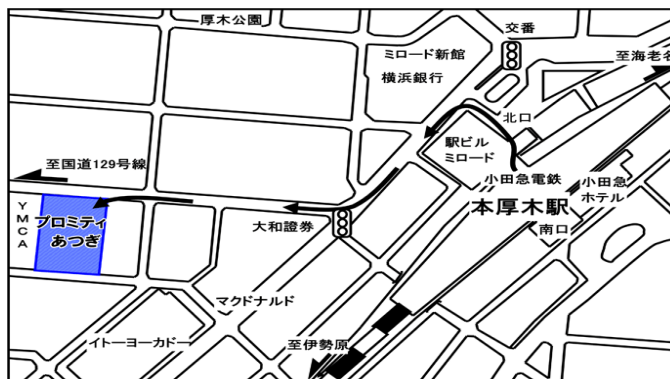 厚木公園
交番
ミロード新館
横浜銀行
至海老名
北口
駅ビル
ミロード
至国道129号線
小田急電鉄
小田急
ホテル
本厚木駅
南口
YMCA
プロミティ
あつぎ
大和證券
マクドナルド
イトーヨーカドー
至伊勢原